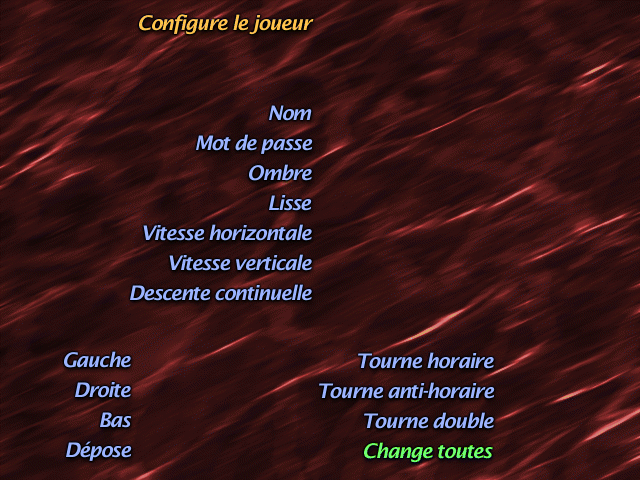 Configure le joueur
Nom
Mot de passe
Ombre
Lisse
Vitesse horizontale
Vitesse verticale
Descente continuelle
Gauche
Droite
Bas
Dépose
Tourne horaire
Tourne anti-horaire
Tourne double
Change toutes